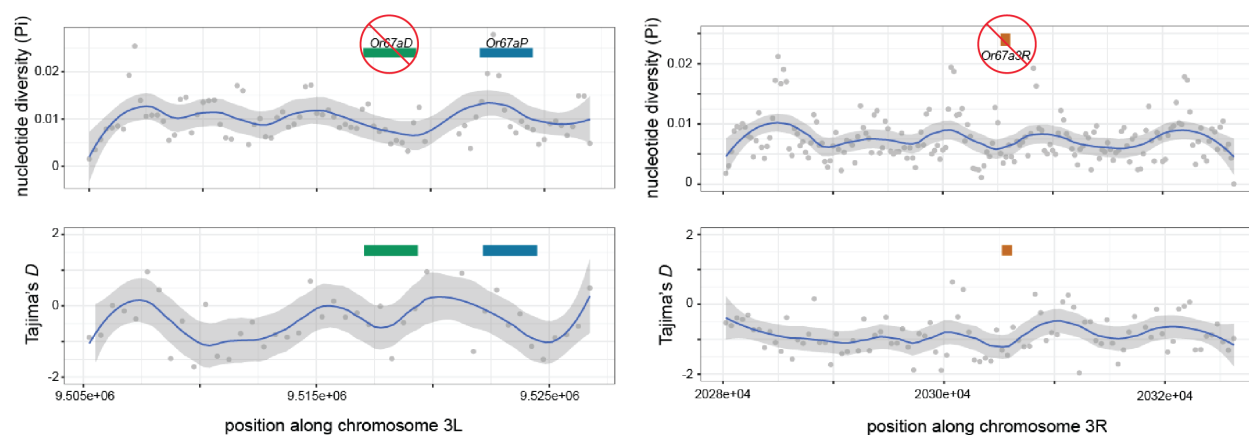 nucleotide diversity (Pi)
0.02
0.01
0
Or67aD
Or67aP
Tajima's D
2
0
-2
9.505e+06
9.515e+06
9.525e+06
position along chromosome 3L
nucleotide diversity (Pi)
0.02
0.01
0
Or67a3R
Tajima's D
2
0
-2
2028e+04
2030e+04
2032e+04
position along chromosome 3R